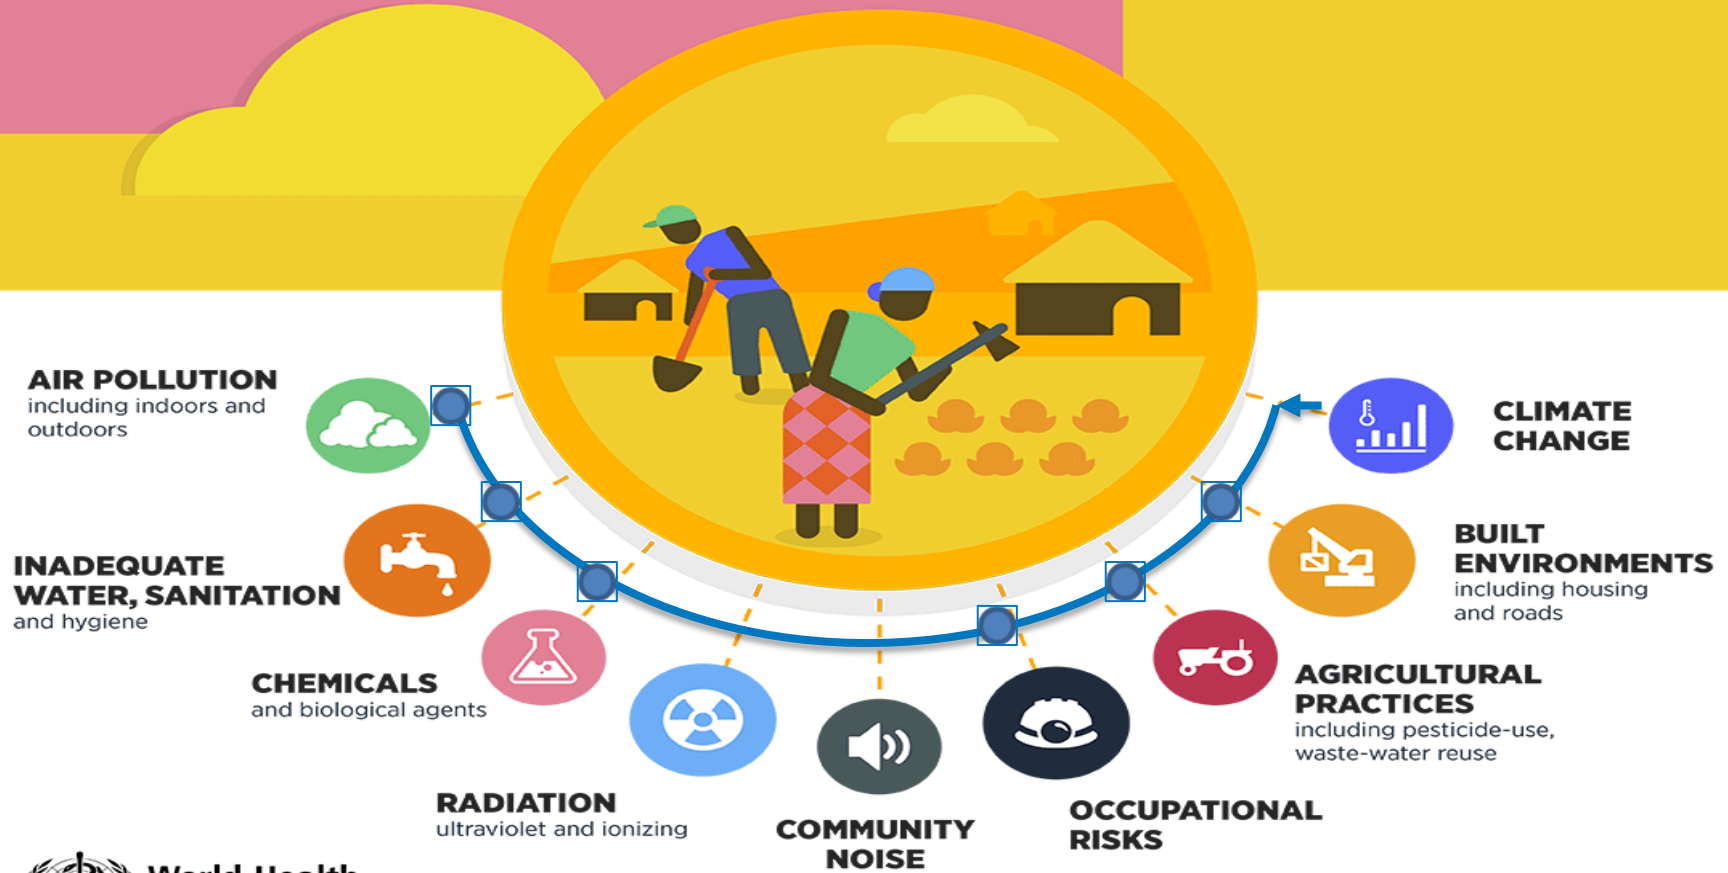 AIR POLLUTION
including indoors and
outdoors
INADEQUATE
WATER, SANITATION
and hygiene
CHEMICALS
and biological agents
RADIATION
ultraviolet and ionizing
COMMUNITY
NOISE
OCCUPATIONAL
RISKS
AGRICULTURAL
PRACTICES
including pesticide-use,
waste-water reuse
BUILT
ENVIRONMENTS
including housing
and roads
CLIMATE
CHANGE
World Health